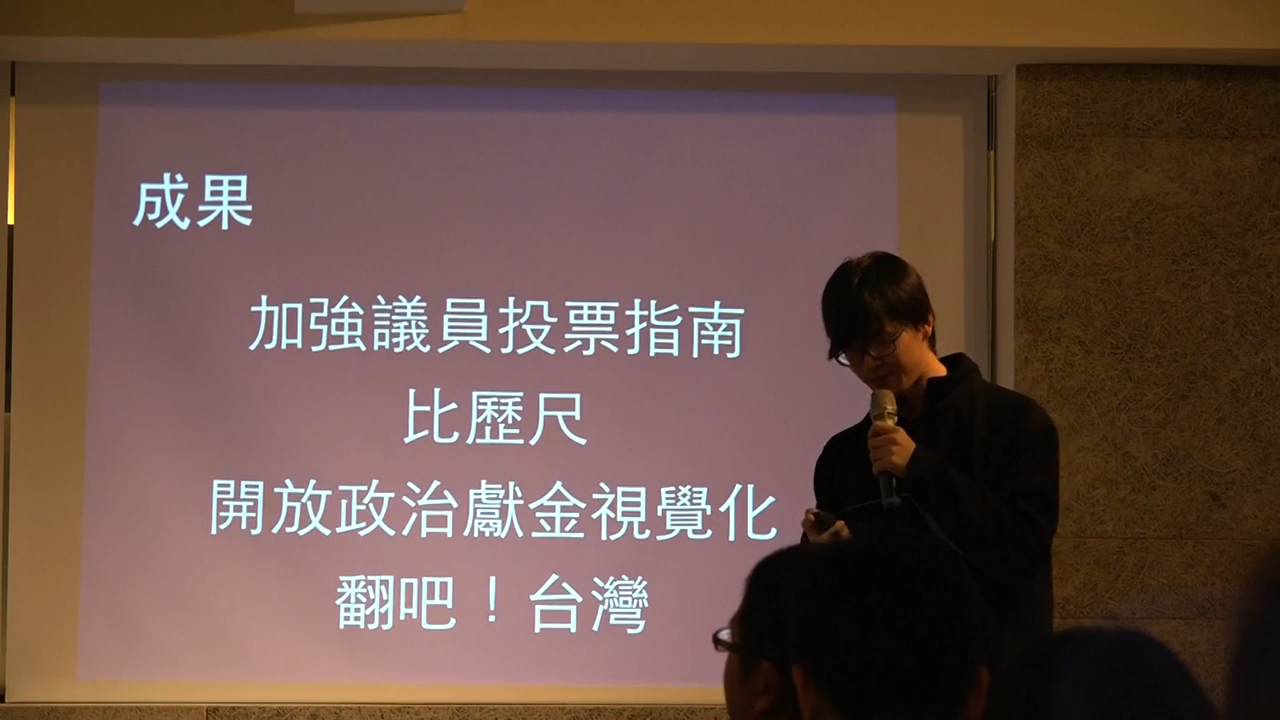 成果
加強議員投票指南
比歷尺
開放政治獻金視覺化
翻吧！台灣